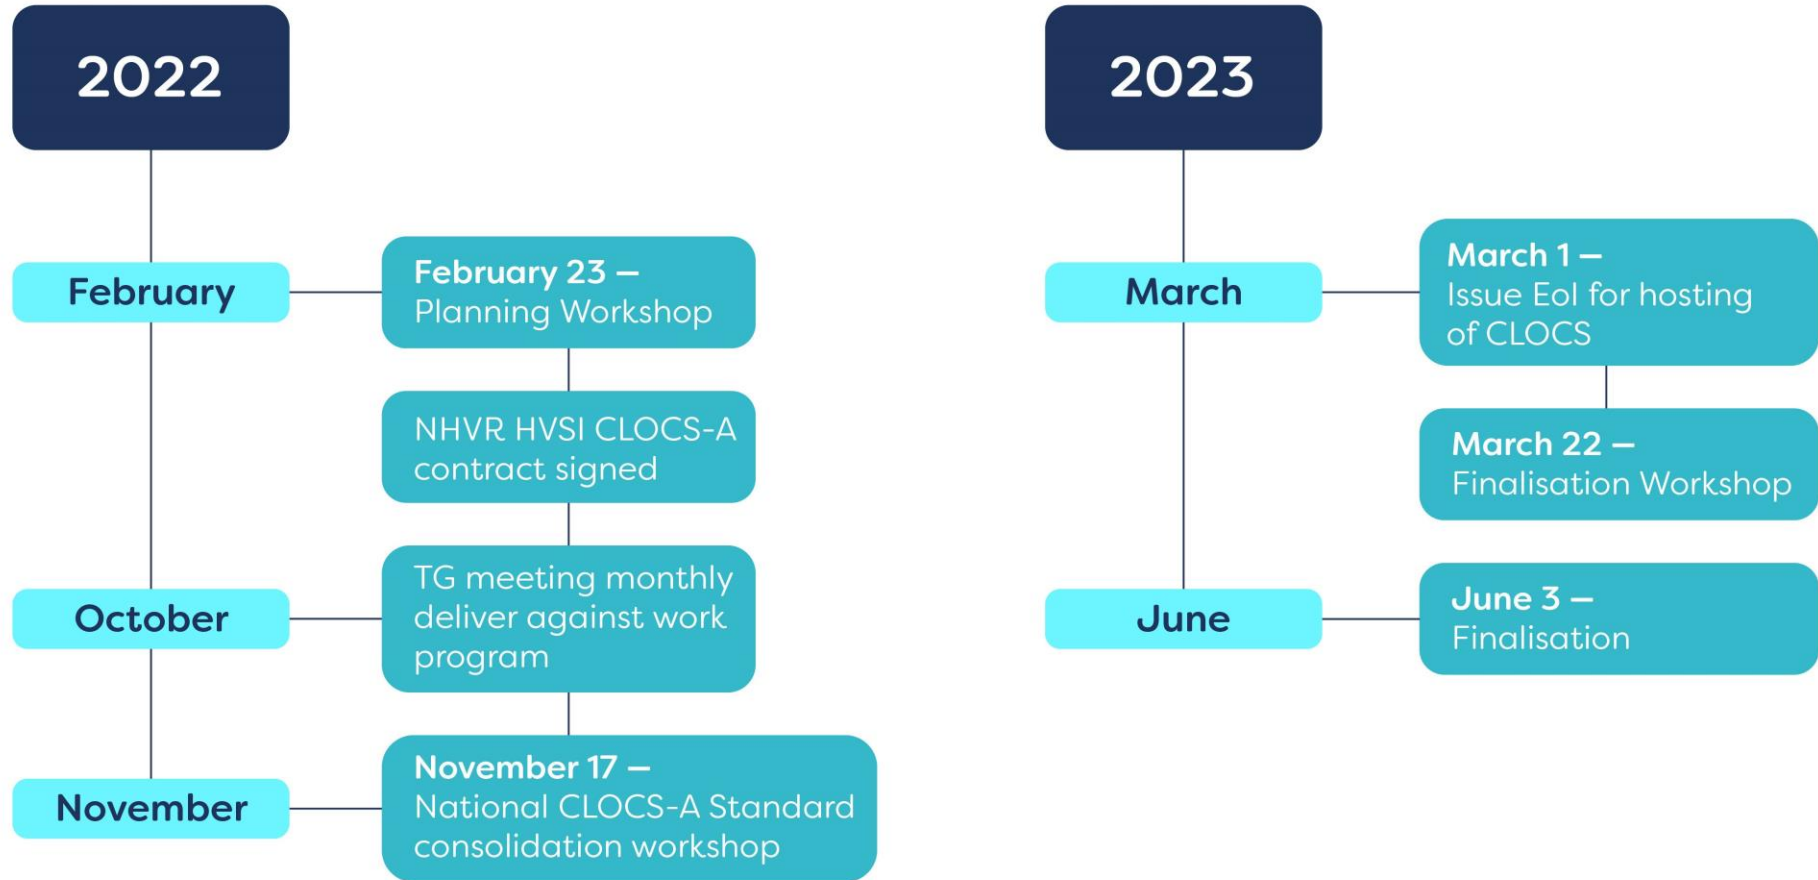 2022
February
February 23 –
Planning Workshop
NHVR HVSI CLOCS-A
contract signed
October
TG meeting monthly
deliver against work
program
November
November 17 –
National CLOCS-A Standard
consolidation workshop
2023
March
March 1 –
Issue EoI for hosting
of CLOCS
March 22 –
Finalisation Workshop
June
June 3 –
Finalisation